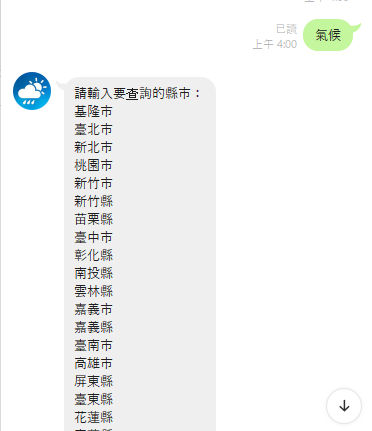 氣候
已讀
上午 4:00
請輸入要查詢的縣市：
基隆市
臺北市
新北市
桃園市
新竹市
新竹縣
苗栗縣
臺中市
彰化縣
南投縣
雲林縣
嘉義市
嘉義縣
臺南市
高雄市
屏東縣
臺東縣
花蓮縣